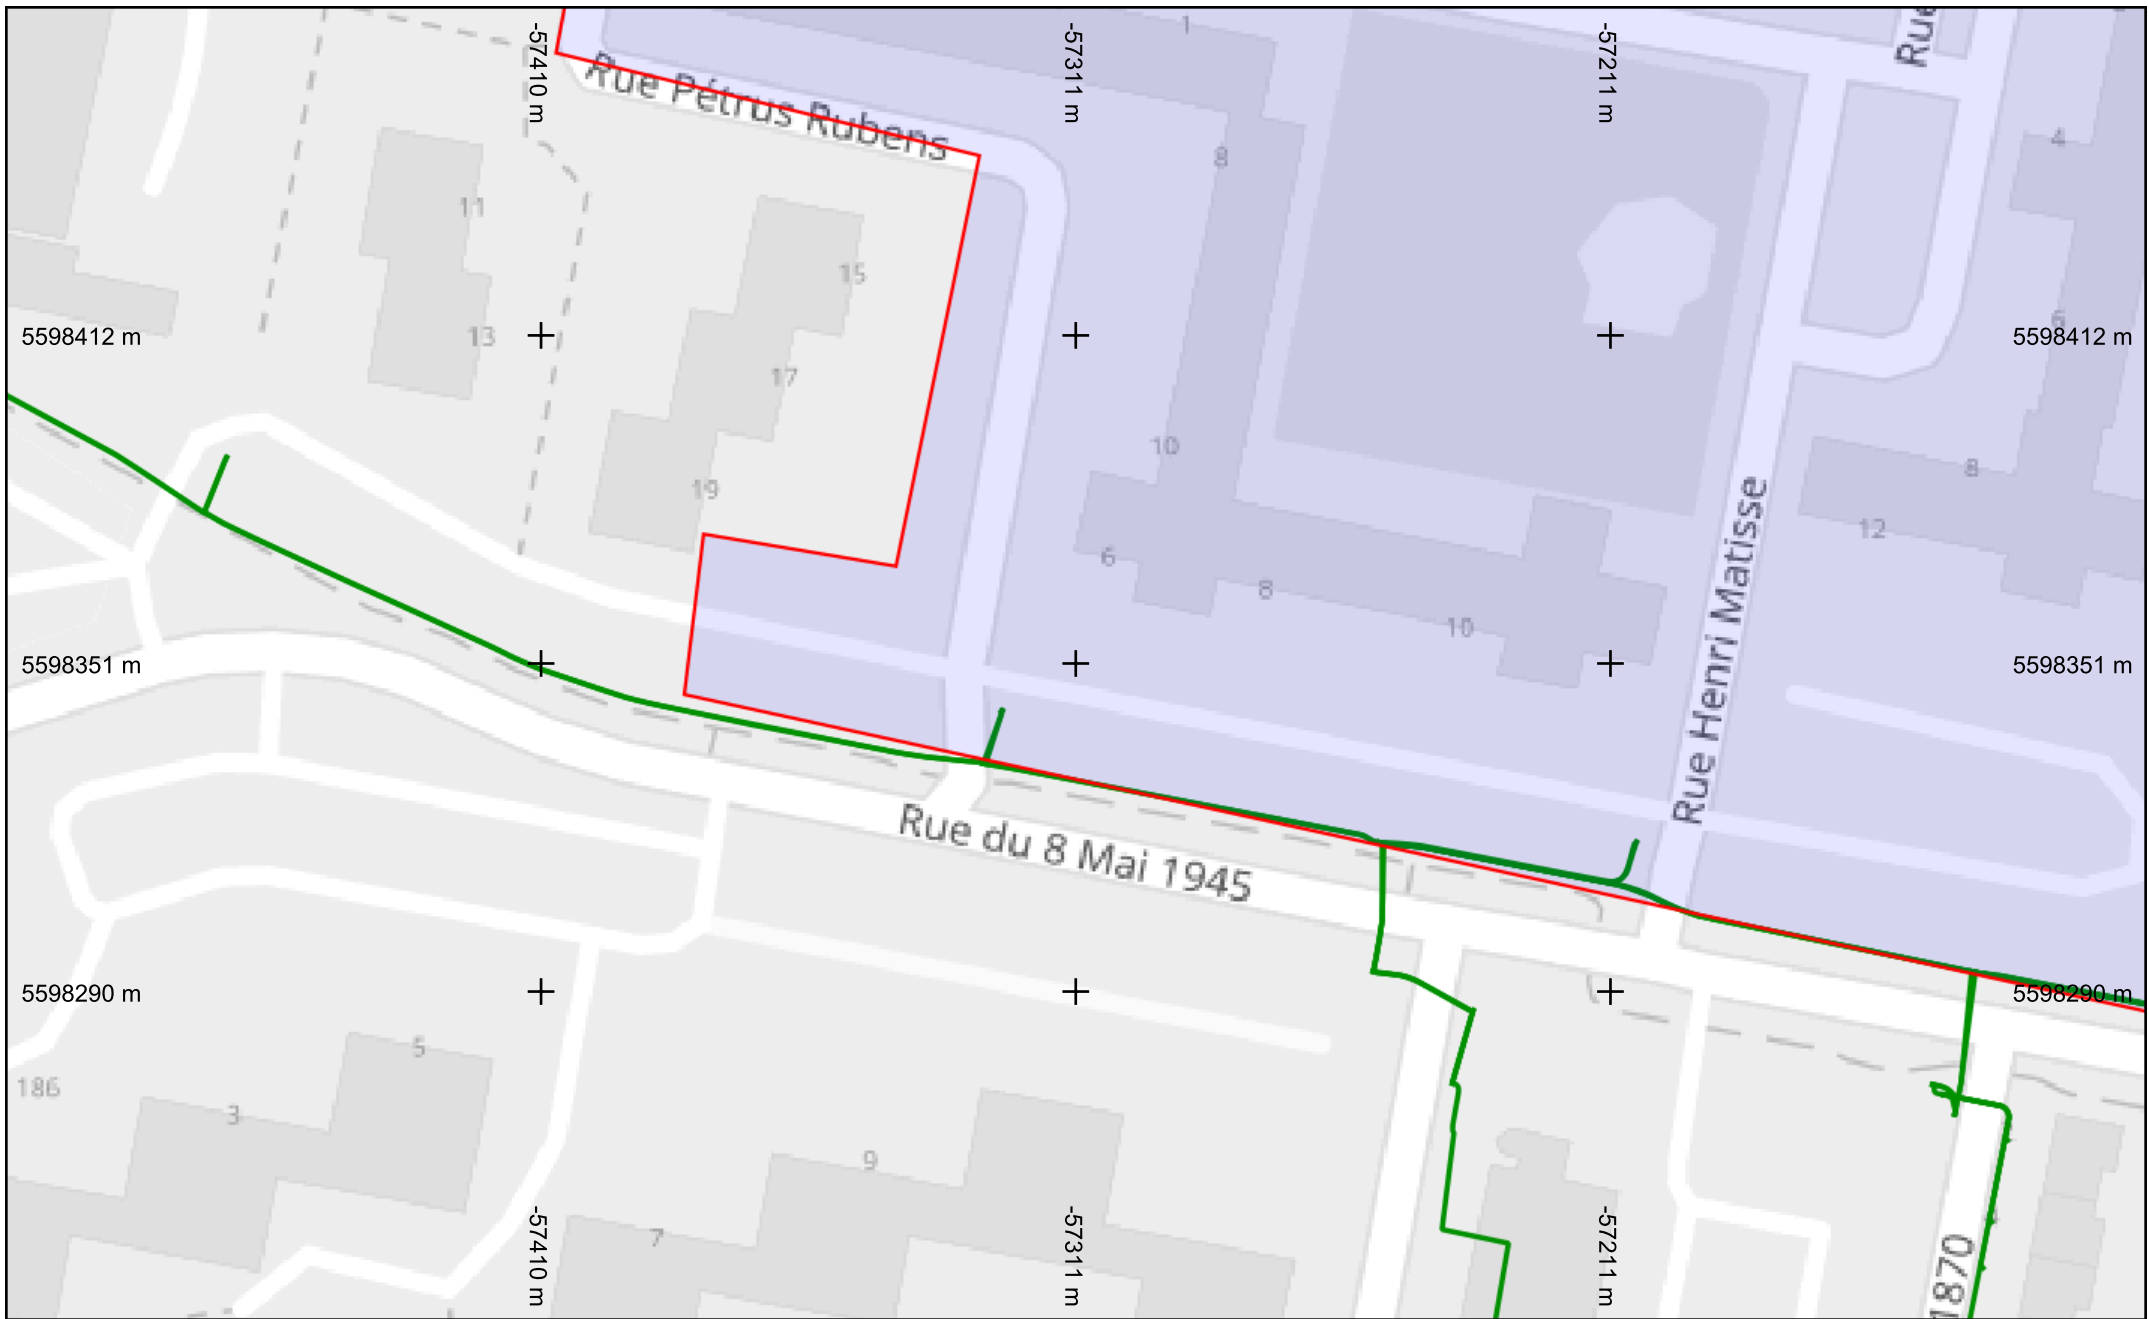 1
Rue
-57410 m
-57311 m
-57211 m
Rue Pétrus Rubens
4
8
11
15
6
5598412 m
13
5598412 m
17
10
8
19
12
6
8
10
Rue Henri Matisse
5598351 m
5598351 m
Rue du 8 Mai 1945
5598290 m
5598290 m
5
186
3
9
7
-57410 m
-57311 m
-57211 m
1870